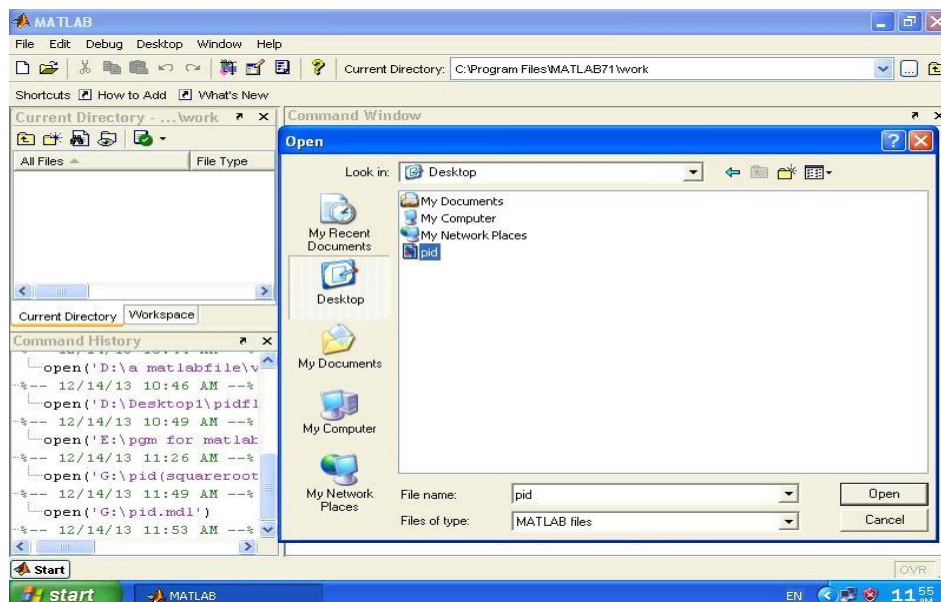 MATLAB
File Edit Debug Desktop Window Help
Current Directory: C:\Program Files\MATLAB71\work
Shortcuts How to Add What's New
Current Directory - ...\work
All Files File Type
Current Directory Workspace
Command History
open('D:\a matlabfile\v
%-- 12/14/13 10:46 AM --%
open('D:\Desktop1\pidfl
%-- 12/14/13 10:49 AM --%
open('E:\pgm for matlab
%-- 12/14/13 11:26 AM --%
open('G:\pid(squareroot
%-- 12/14/13 11:49 AM --%
open('G:\pid.mdl')
%-- 12/14/13 11:53 AM --%
Command Window
Open
Look in: Desktop
My Recent Documents
Desktop
My Documents
My Computer
My Network Places
My Documents
My Computer
My Network Places
pid
File name: pid
Open
Files of type: MATLAB files
Cancel
Start
OVR
start
MATLAB
EN
11 55
AM